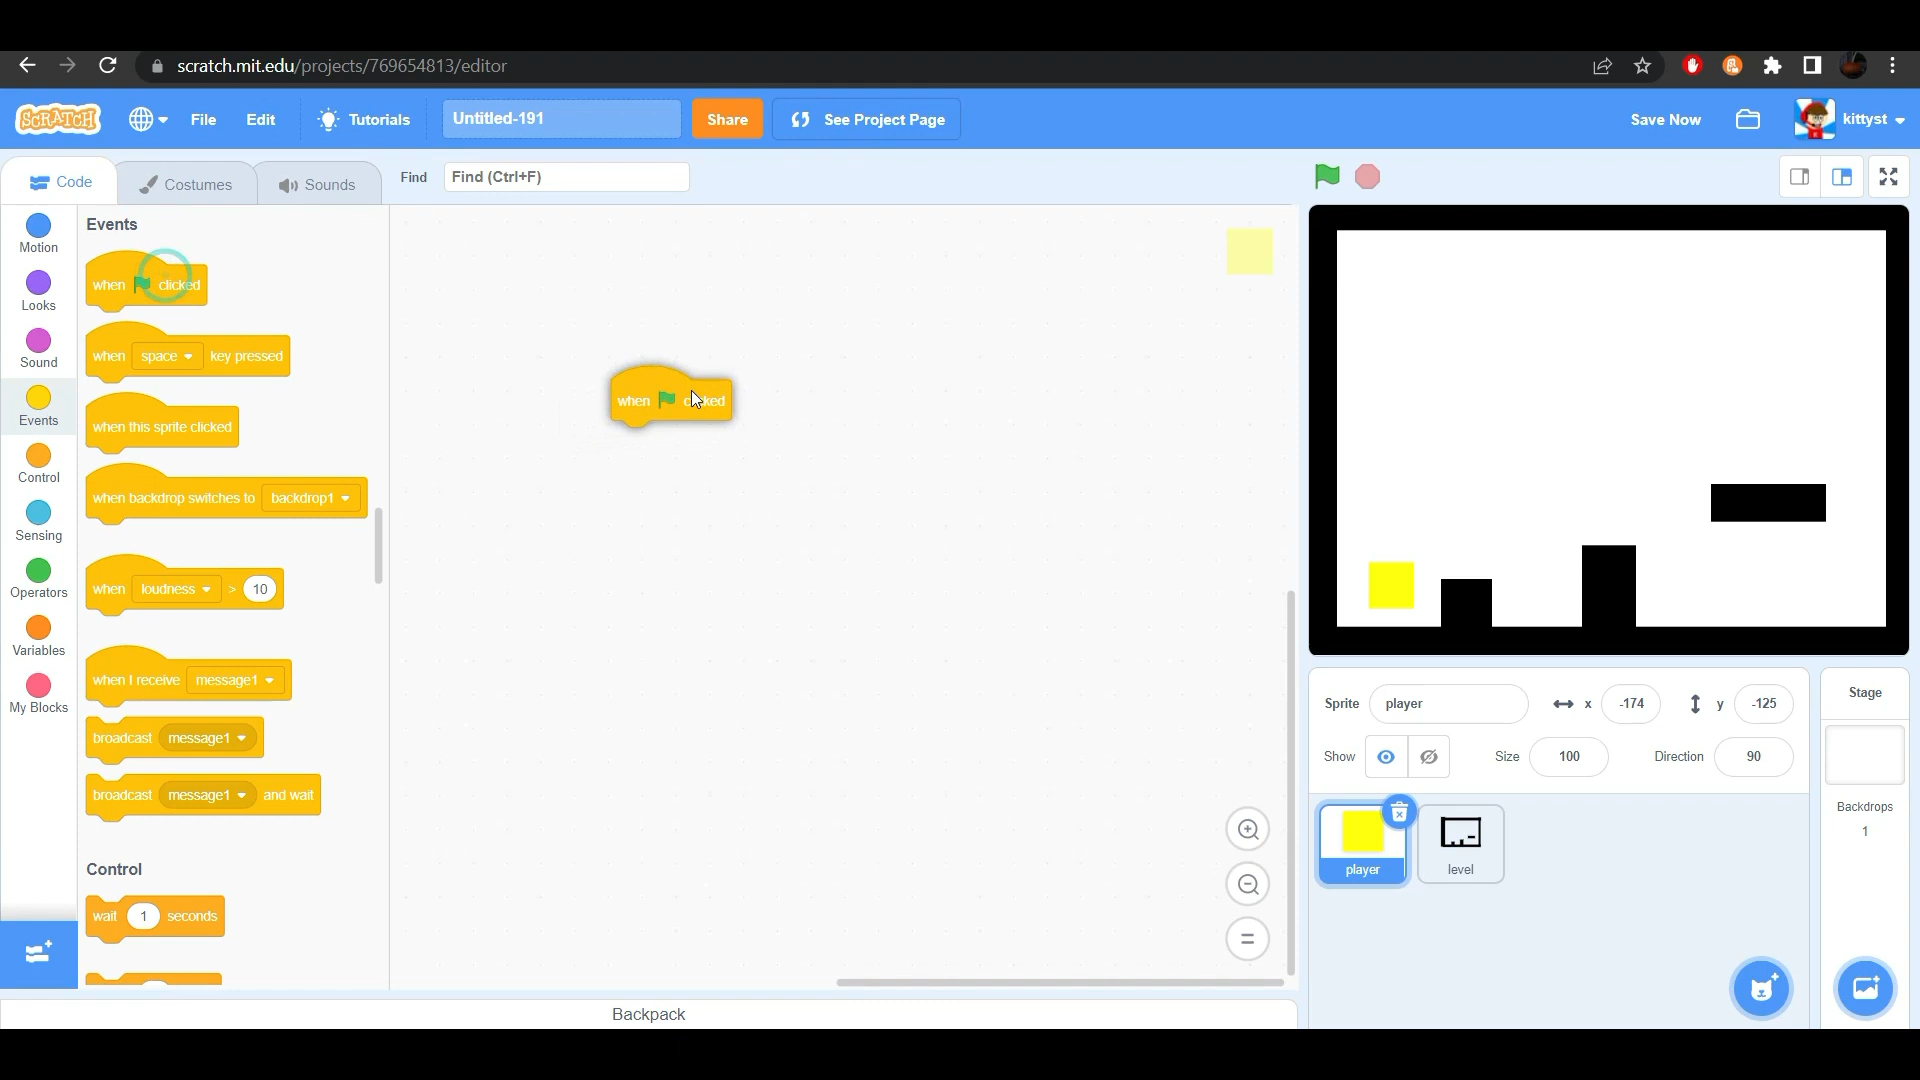 scratch.mit.edu/projects/769654813/editor
SCRATCH File Edit Tutorials Untitled-191 Share See Project Page Save Now kittyst
Code Costumes Sounds Find Find (Ctrl+F)
Motion
Looks
Sound
Events
Control
Sensing
Operators
Variables
My Blocks
Events
when clicked
when space key pressed
when this sprite clicked
when backdrop switches to backdrop1
when loudness > 10
when I receive message1
broadcast message1
broadcast message1 and wait
Control
wait 1 seconds
when clicked
Backpack
Sprite player x -174 y -125
Show Size 100 Direction 90
player
level
Stage
Backdrops
1